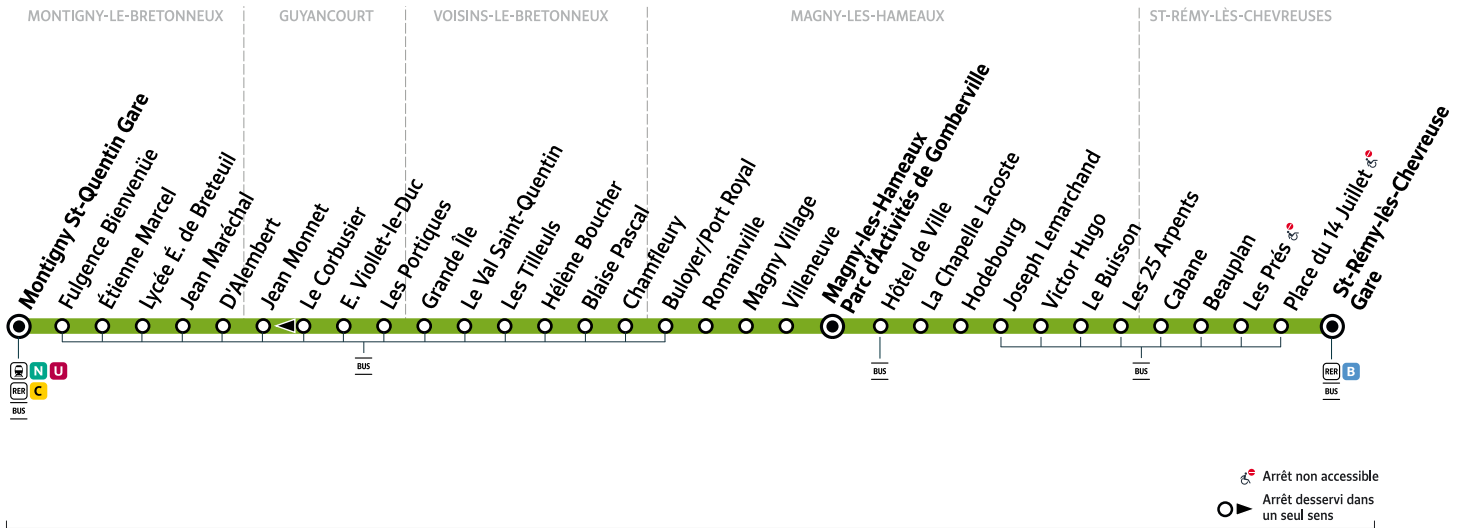 MONTIGNY-LE-BRETONNEUX
GUYANCOURT
VOISINS-LE-BRETONNEUX
MAGNY-LES-HAMEAUX
ST-RÉMY-LÈS-CHEVREUSES
Montigny St-Quentin Gare
Fulgence Bienvenüe
Étienne Marcel
Lycée É. de Breteuil
Jean Maréchal
D'Alembert
Jean Monnet
Le Corbusier
E. Viollet-le-Duc
Les Portiques
Grande Île
Le Val Saint-Quentin
Les Tilleuls
Hélène Boucher
Blaise Pascal
Chamfleury
Buloyer/Port Royal
Romainville
Magny Village
Villeneuve
Magny-les-Hameaux
Parc d'Activités de Gomberville
Hôtel de Ville
La Chapelle Lacoste
Hodebourg
Joseph Lemarchand
Victor Hugo
Le Buisson
Les 25 Arpents
Cabane
Beauplan
Les Prés
Place du 14 Juillet
St-Rémy-lès-Chevreuse
Gare
N U
RER C
BUS
BUS
BUS
BUS
RER B
BUS
Arrêt non accessible
Arrêt desservi dans
un seul sens